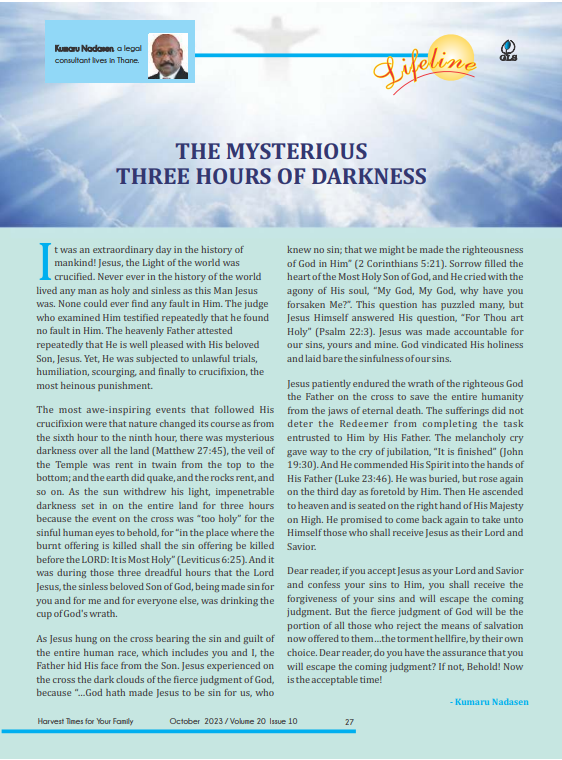 Kumaru Nadasen, a legal
consultant lives in Thane.
Lifeline
GLS
THE MYSTERIOUS
THREE HOURS OF DARKNESS
It was an extraordinary day in the history of
mankind! Jesus, the Light of the world was
crucified. Never ever in the history of the world
lived any man as holy and sinless as this Man Jesus
was. None could ever find any fault in Him. The judge
who examined Him testified repeatedly that he found
no fault in Him. The heavenly Father attested
repeatedly that He is well pleased with His beloved
Son, Jesus. Yet, He was subjected to unlawful trials,
humiliation, scourging, and finally to crucifixion, the
most heinous punishment.
The most awe-inspiring events that followed His
crucifixion were that nature changed its course as from
the sixth hour to the ninth hour, there was mysterious
darkness over all the land (Matthew 27:45), the veil of
the Temple was rent in twain from the top to the
bottom; and the earth did quake, and the rocks rent, and
so on. As the sun withdrew his light, impenetrable
darkness set in on the entire land for three hours
because the event on the cross was “too holy” for the
sinful human eyes to behold, for “in the place where the
burnt offering is killed shall the sin offering be killed
before the LORD: It is Most Holy” (Leviticus 6:25). And it
was during those three dreadful hours that the Lord
Jesus, the sinless beloved Son of God, being made sin for
you and for me and for everyone else, was drinking the
cup of God's wrath.
As Jesus hung on the cross bearing the sin and guilt of
the entire human race, which includes you and I, the
Father hid His face from the Son. Jesus experienced on
the cross the dark clouds of the fierce judgment of God,
because “...God hath made Jesus to be sin for us, who
knew no sin; that we might be made the righteousness
of God in Him” (2 Corinthians 5:21). Sorrow filled the
heart of the Most Holy Son of God, and He cried with the
agony of His soul, “My God, My God, why have you
forsaken Me?”. This question has puzzled many, but
Jesus Himself answered His question, “For Thou art
Holy” (Psalm 22:3). Jesus was made accountable for
our sins, yours and mine. God vindicated His holiness
and laid bare the sinfulness of our sins.
Jesus patiently endured the wrath of the righteous God
the Father on the cross to save the entire humanity
from the jaws of eternal death. The sufferings did not
deter the Redeemer from completing the task
entrusted to Him by His Father. The melancholy cry
gave way to the cry of jubilation, “It is finished” (John
19:30). And He commended His Spirit into the hands of
His Father (Luke 23:46). He was buried, but rose again
on the third day as foretold by Him. Then He ascended
to heaven and is seated on the right hand of His Majesty
on High. He promised to come back again to take unto
Himself those who shall receive Jesus as their Lord and
Savior.
Dear reader, if you accept Jesus as your Lord and Savior
and confess your sins to Him, you shall receive the
forgiveness of your sins and will escape the coming
judgment. But the fierce judgment of God will be the
portion of all those who reject the means of salvation
now offered to them...the torment hellfire, by their own
choice. Dear reader, do you have the assurance that you
will escape the coming judgment? If not, Behold! Now
is the acceptable time!
- Kumaru Nadasen
Harvest Times for Your Family October 2023 / Volume 20 Issue 10 27